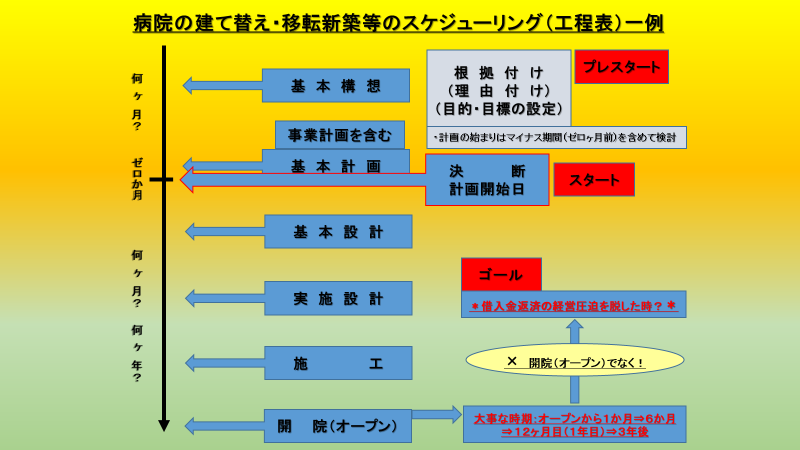 病院の建て替え・移転新築等のスケジューリング（工程表）一例
何ヶ月？
基本構想
根拠付け
（理由付け）
（目的・目標の設定）
プレスタート
・計画の始まりはマイナス期間（ゼロヶ月前）を含めて検討
事業計画を含む
ゼロか月
基本計画
決断
計画開始日
スタート
基本設計
何ヶ月？
実施設計
ゴール
＊借入金返済の経営圧迫を脱した時？＊
何ヶ年？
施工
× 開院（オープン）でなく！
開院（オープン）
大事な時期：オープンから１か月⇒６か月
⇒１２ヶ月目（１年目）⇒３年後